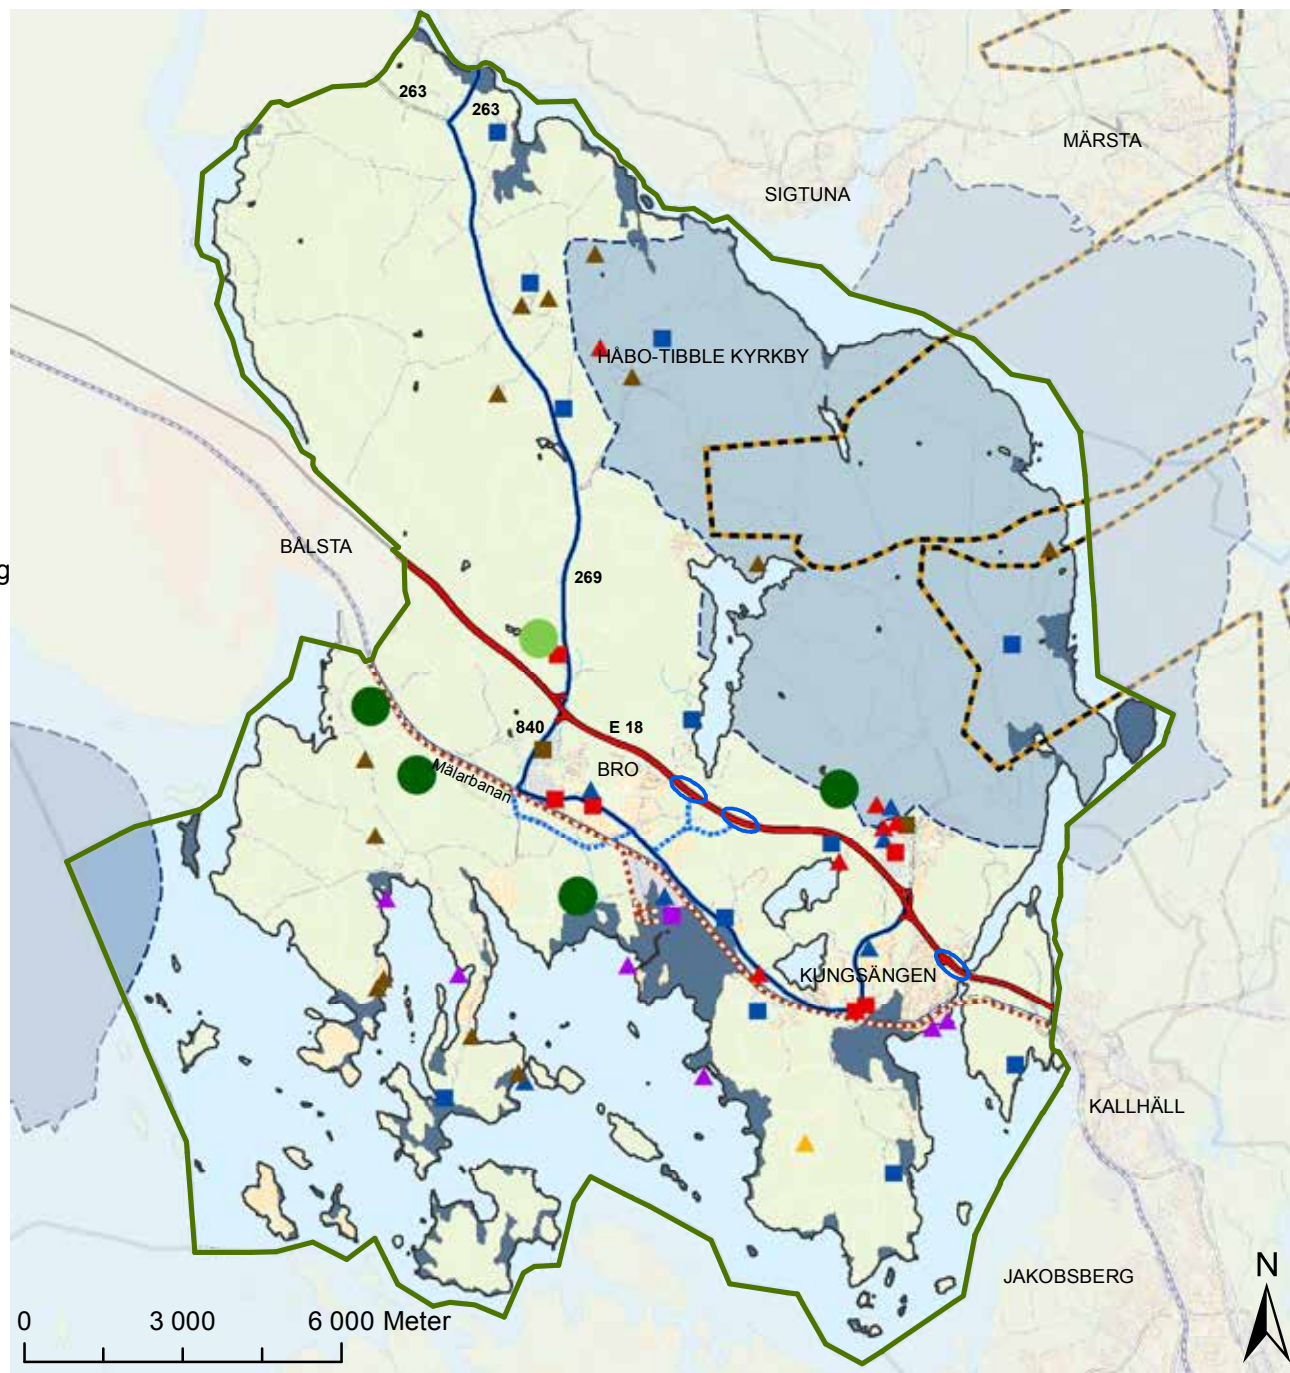 263
263
MÄRSTA
SIGTUNA
HÅBO-TIBBLE KYRKBY
BÅLSTA
g
269
840
E 18
BRO
Mälarbanan
KUNGSÄNGEN
KALLHÄLL
JAKOBSBERG
N
0 3 000 6 000 Meter